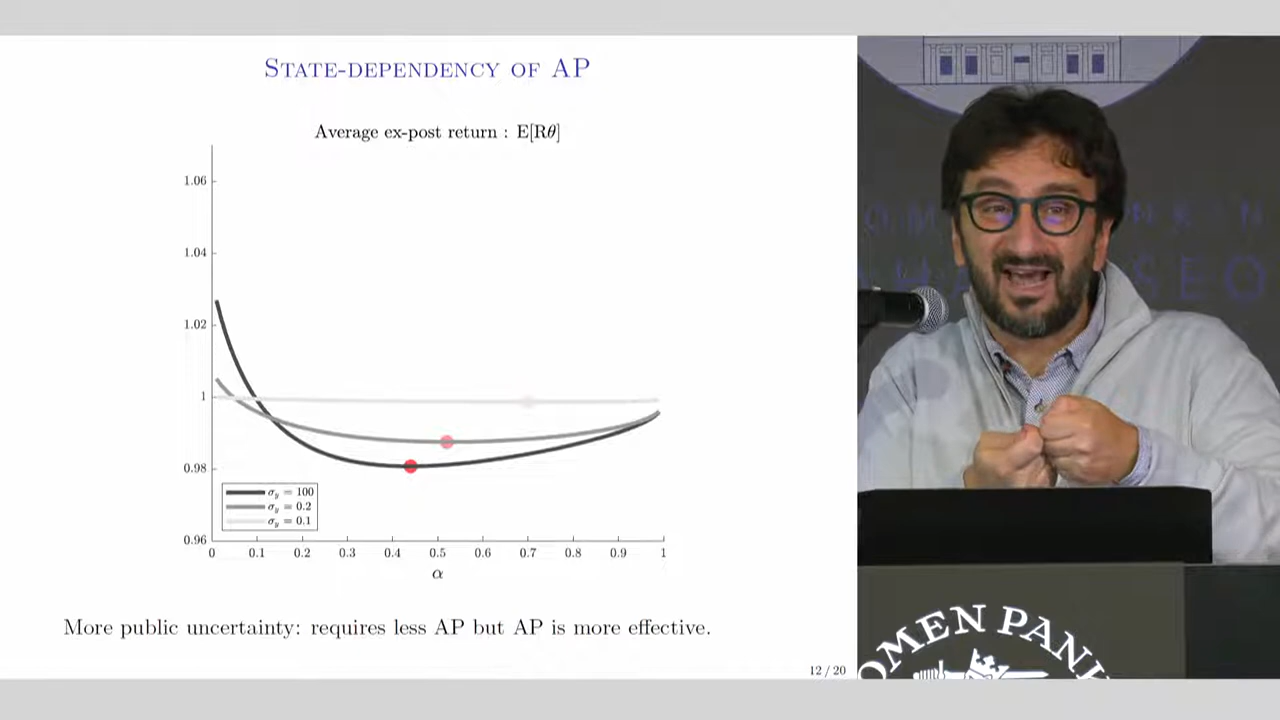 STATE-DEPENDENCY OF AP
Average ex-post return : E[Rθ]
1.06
1.04
1.02
1
0.98
0.96
σy = 100
σy = 0.2
σy = 0.1
0 0.1 0.2 0.3 0.4 0.5 0.6 0.7 0.8 0.9 1
α
More public uncertainty: requires less AP but AP is more effective.
12 / 20
OMEN PANK